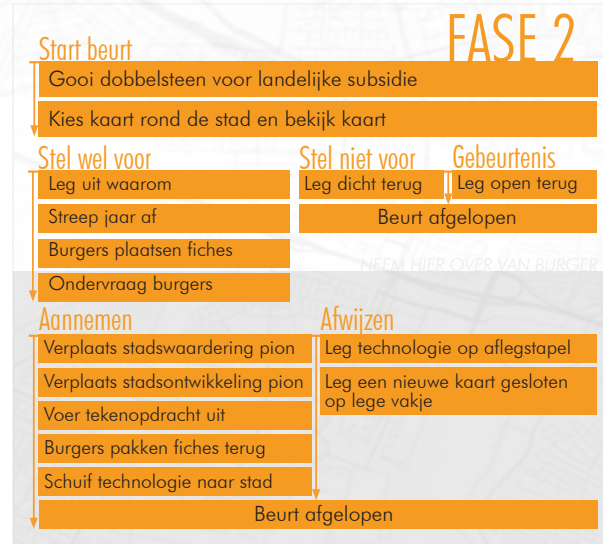 FASE 2
Start beurt
Gooi dobbelsteen voor landelijke subsidie
Kies kaart rond de stad en bekijk kaart
Stel wel voor
Leg uit waarom
Streep jaar af
Burgers plaatsen fiches
Ondervraag burgers
Stel niet voor
Leg dicht terug
Gebeurtenis
Leg open terug
Beurt afgelopen
NEEM HIER OVER VAN BURGER
Aannemen
Verplaats stadswaardering pion
Verplaats stadsontwikkeling pion
Voer tekenopdracht uit
Burgers pakken fiches terug
Schuif technologie naar stad
Afwijzen
Leg technologie op aflegstapel
Leg een nieuwe kaart gesloten
op lege vakje
Beurt afgelopen